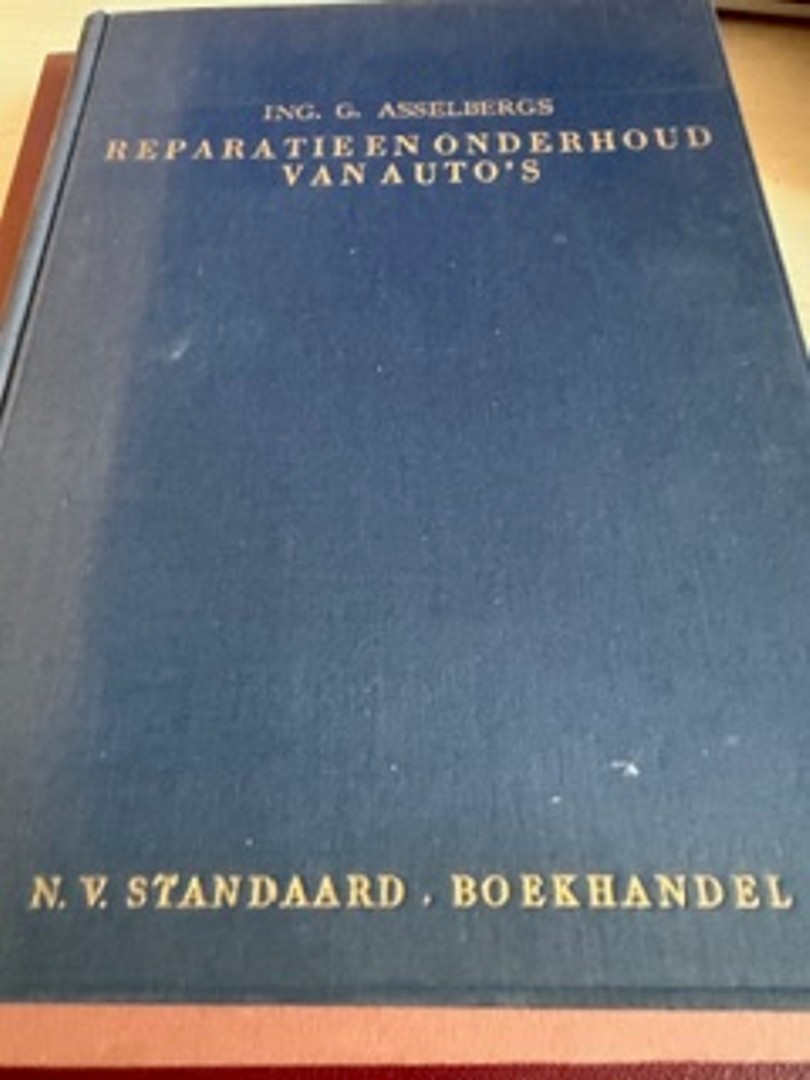 ING. G. ASSELBERGS
REPARATIE EN ONDERHOUD
VAN AUTO'S
N.V. STANDAARD . BOEKHANDEL